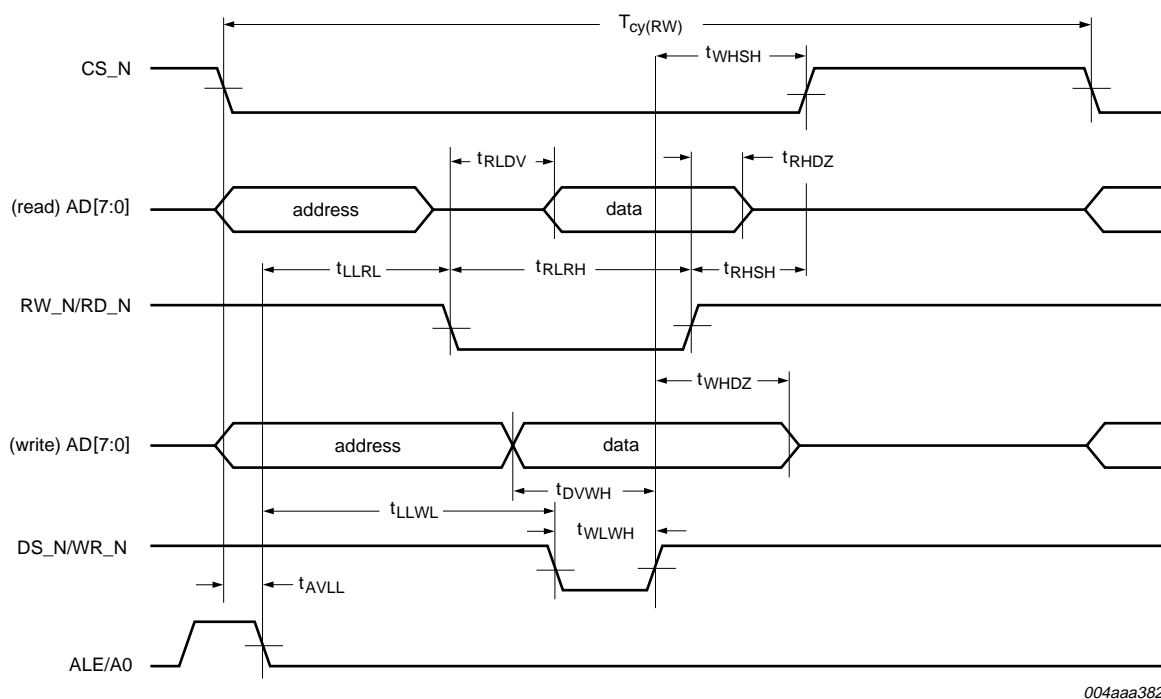 Tcy(RW)
tWHSH
CS_N
tRLDV
tRHDZ
(read) AD[7:0]
address
data
tLLRL
tRLRH
tRHSH
RW_N/RD_N
tWHDZ
(write) AD[7:0]
address
data
tDVWH
tLLWL
tWLWH
DS_N/WR_N
tAVLL
ALE/A0
004aaa382